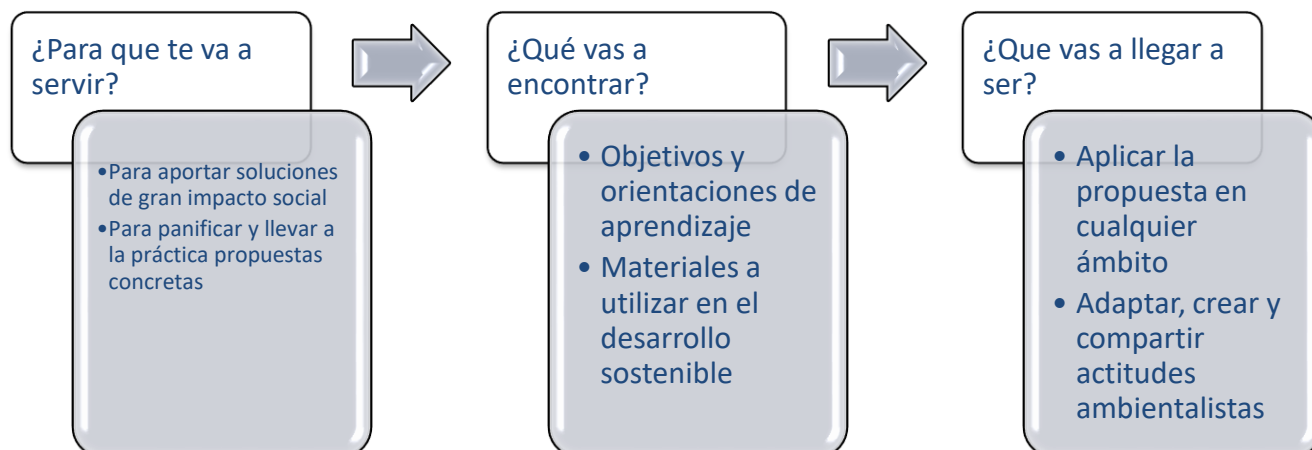 ¿Para que te va a
servir?
•Para aportar soluciones
de gran impacto social
•Para panificar y llevar a
la práctica propuestas
concretas
¿Qué vas a
encontrar?
• Objetivos y
orientaciones de
aprendizaje
• Materiales a
utilizar en el
desarrollo
sostenible
¿Que vas a llegar a
ser?
• Aplicar la
propuesta en
cualquier
ámbito
• Adaptar, crear y
compartir
actitudes
ambientalistas